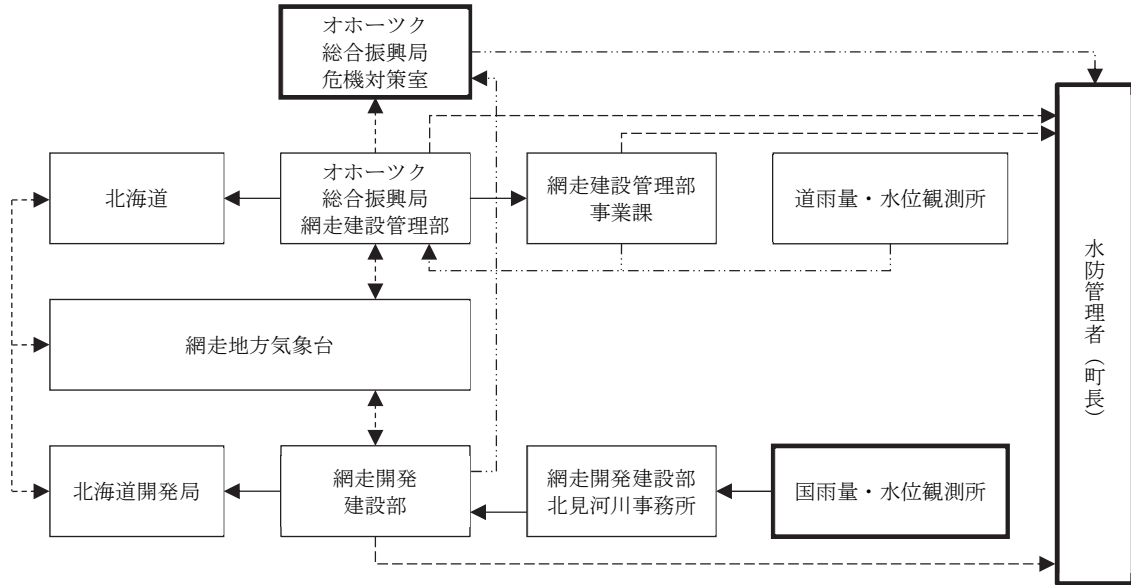 オホーツク
総合振興局
危機対策室
北海道
オホーツク
総合振興局
網走建設管理部
網走建設管理部
事業課
道雨量・水位観測所
水防管理者（町長）
網走地方気象台
北海道開発局
網走開発
建設部
網走開発建設部
北見河川事務所
国雨量・水位観測所